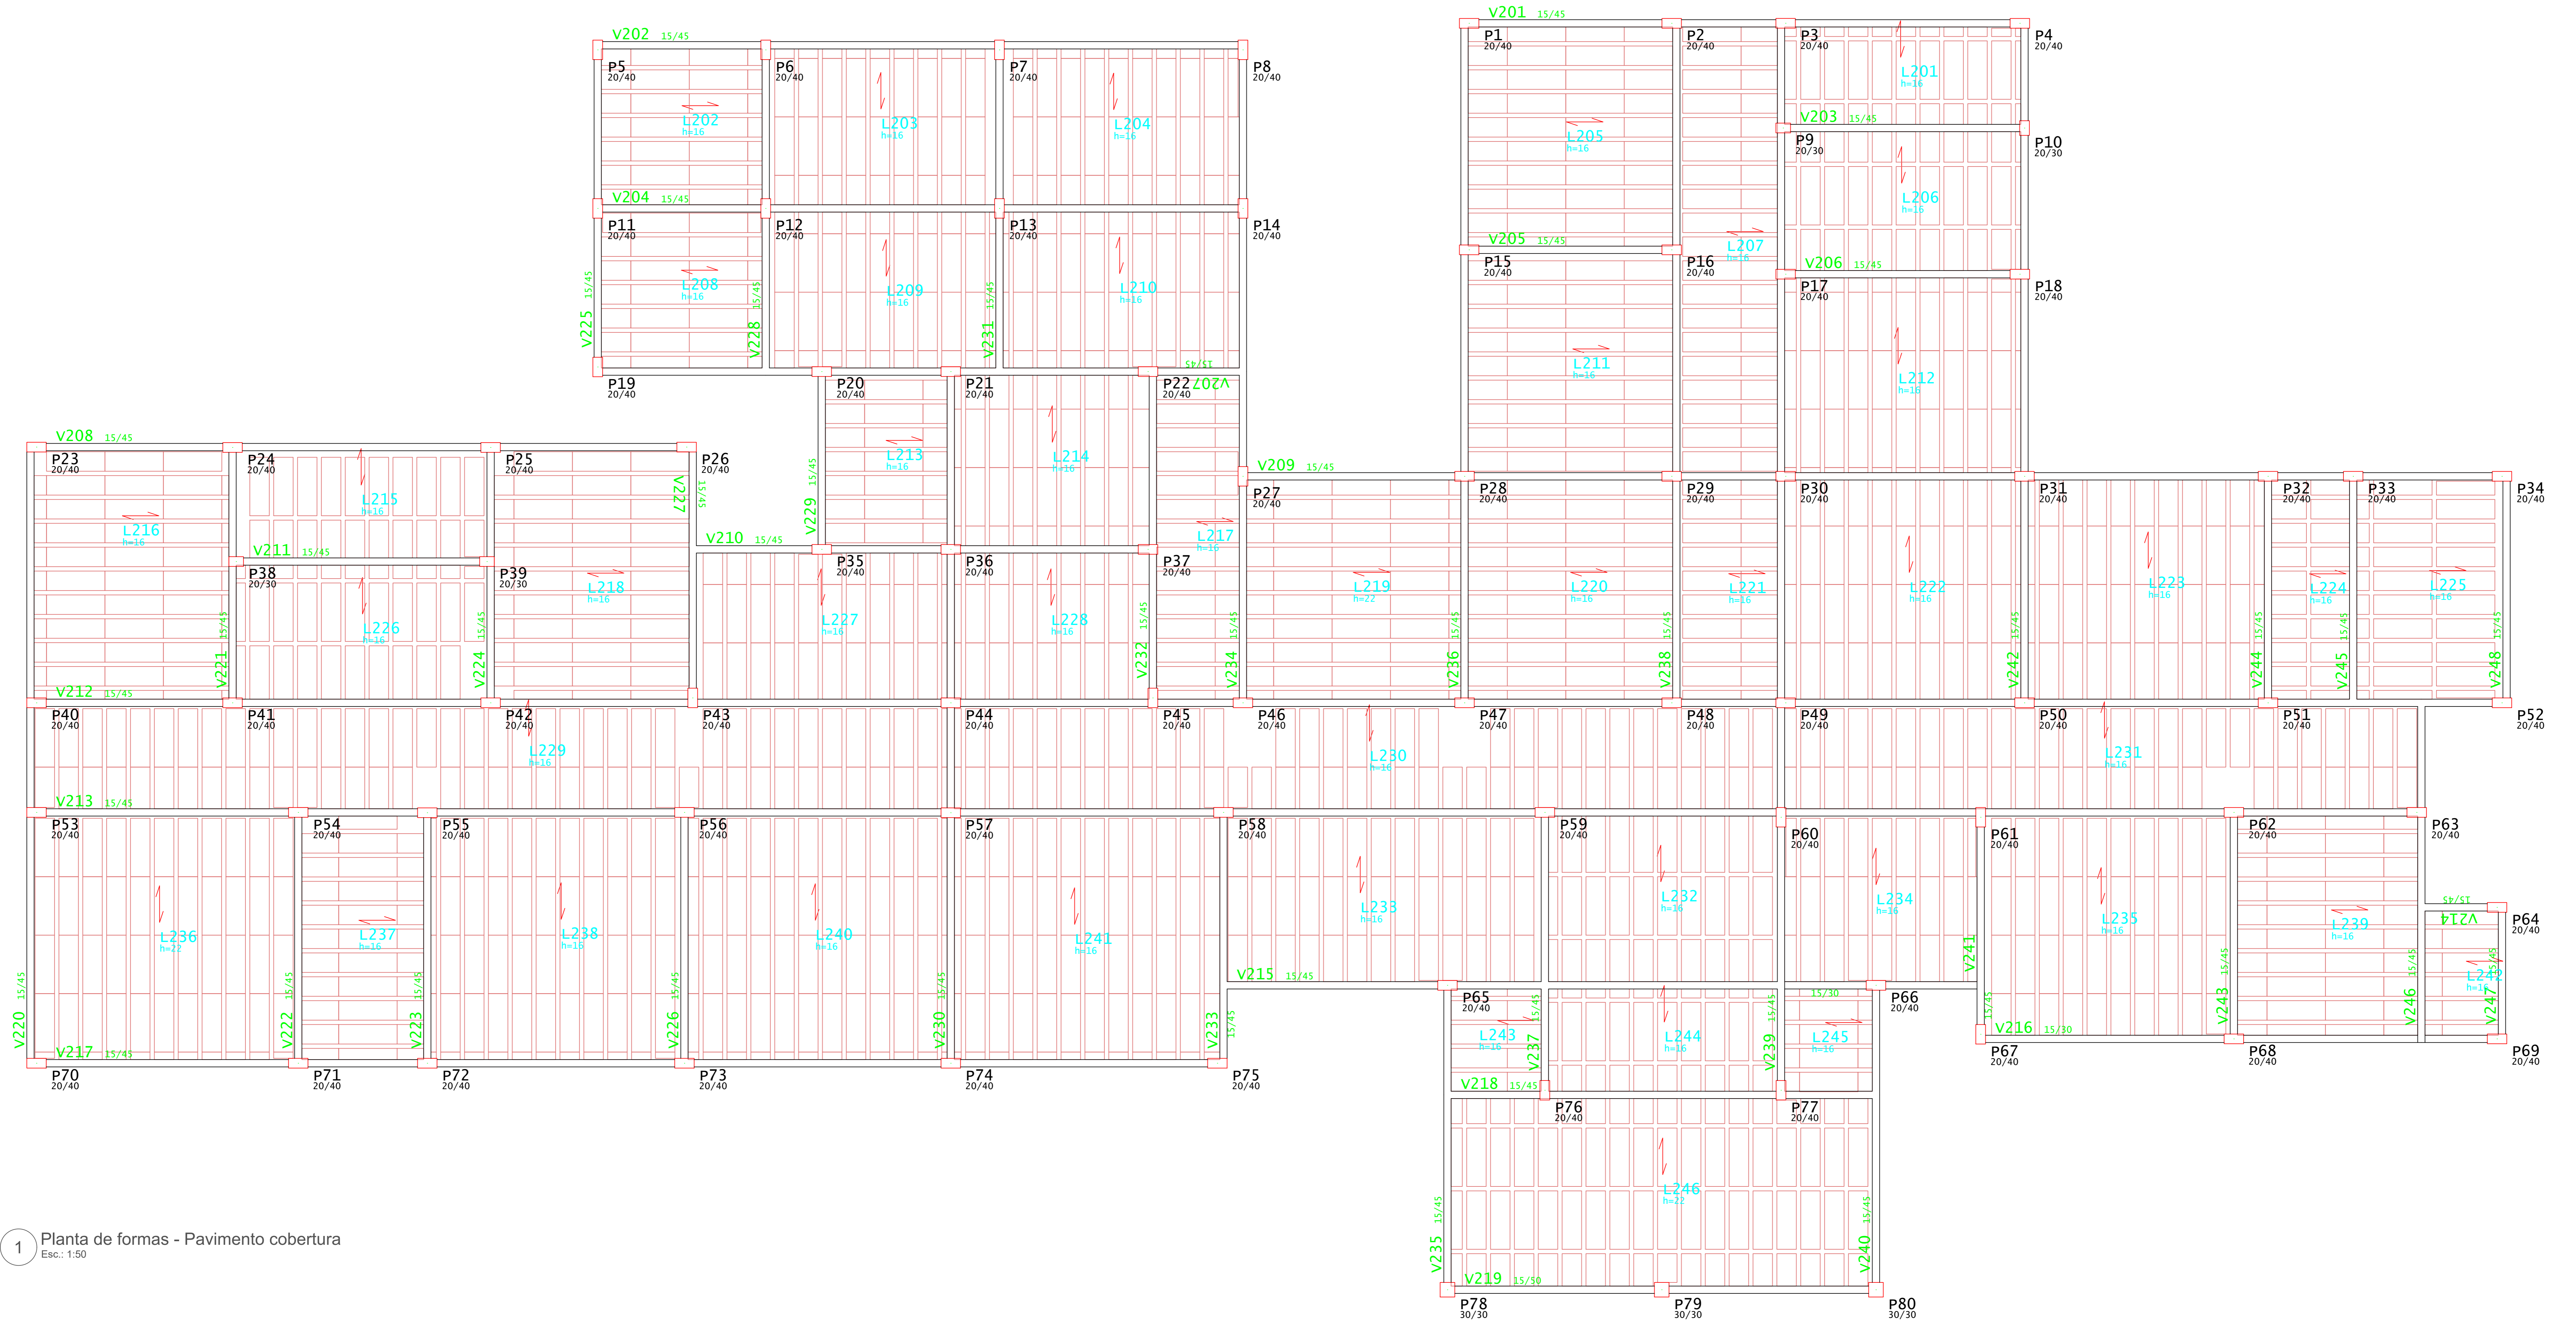 V201 15/45
V202 15/45
P1
20/40
P2
20/40
P3
20/40
P4
20/40
P5
20/40
P6
20/40
P7
20/40
P8
20/40
L201
h=16
L202
h=16
L203
h=16
L204
h=16
L205
h=16
V203 15/45
P9
20/30
P10
20/30
V204 15/45
L206
h=16
P11
20/40
P12
20/40
P13
20/40
P14
20/40
V205 15/45
L207
h=16
V206 15/45
P15
20/40
P16
20/40
P17
20/40
P18
20/40
L208
h=16
L209
h=16
L210
h=16
V225 15/45
V228 15/45
V231 15/45
L211
h=16
L212
h=16
V207 15/45
P19
20/40
P20
20/40
P21
20/40
P22
20/40
V208 15/45
P23
20/40
P24
20/40
P25
20/40
P26
20/40
L213
h=16
L214
h=16
V209 15/45
V227 15/45
V229 15/45
L215
h=16
L216
h=16
L217
h=16
P27
20/40
P28
20/40
P29
20/40
P30
20/40
P31
20/40
P32
20/40
P33
20/40
P34
20/40
V210 15/45
V211 15/45
P35
20/40
P36
20/40
P37
20/40
P38
20/30
P39
20/30
L218
h=16
L219
h=22
L220
h=16
L221
h=16
L222
h=16
L223
h=16
L224
h=16
L225
h=16
L226
h=16
L227
h=16
L228
h=16
V221 15/45
V224 15/45
V232 15/45
V234 15/45
V236 15/45
V238 15/45
V242 15/45
V244 15/45
V245 15/45
V248 15/45
V212 15/45
P40
20/40
P41
20/40
P42
20/40
P43
20/40
P44
20/40
P45
20/40
P46
20/40
P47
20/40
P48
20/40
P49
20/40
P50
20/40
P51
20/40
P52
20/40
L229
h=16
L230
h=16
L231
h=16
V213 15/45
P53
20/40
P54
20/40
P55
20/40
P56
20/40
P57
20/40
P58
20/40
P59
20/40
P60
20/40
P61
20/40
P62
20/40
P63
20/40
L232
h=16
L233
h=16
L234
h=16
L235
h=16
L236
h=22
L237
h=16
L238
h=16
L239
h=16
L240
h=16
L241
h=16
V214 15/45
P64
20/40
L242
h=16
V215 15/45
15/30
P65
20/40
P66
20/40
V220 15/45
V222 15/45
V223 15/45
V226 15/45
V230 15/45
V233 15/45
V237 15/45
V239 15/45
V241 15/45
V243 15/45
V246 15/45
V247 15/45
L243
h=16
L244
h=16
L245
h=16
V216 15/30
P67
20/40
P68
20/40
P69
20/40
V217 15/45
P70
20/40
P71
20/40
P72
20/40
P73
20/40
P74
20/40
P75
20/40
V218 15/45
P76
20/40
P77
20/40
L246
h=22
V235 15/45
V240 15/45
V219 15/50
P78
30/30
P79
30/30
P80
30/30
1 Planta de formas - Pavimento cobertura
Esc.: 1:50